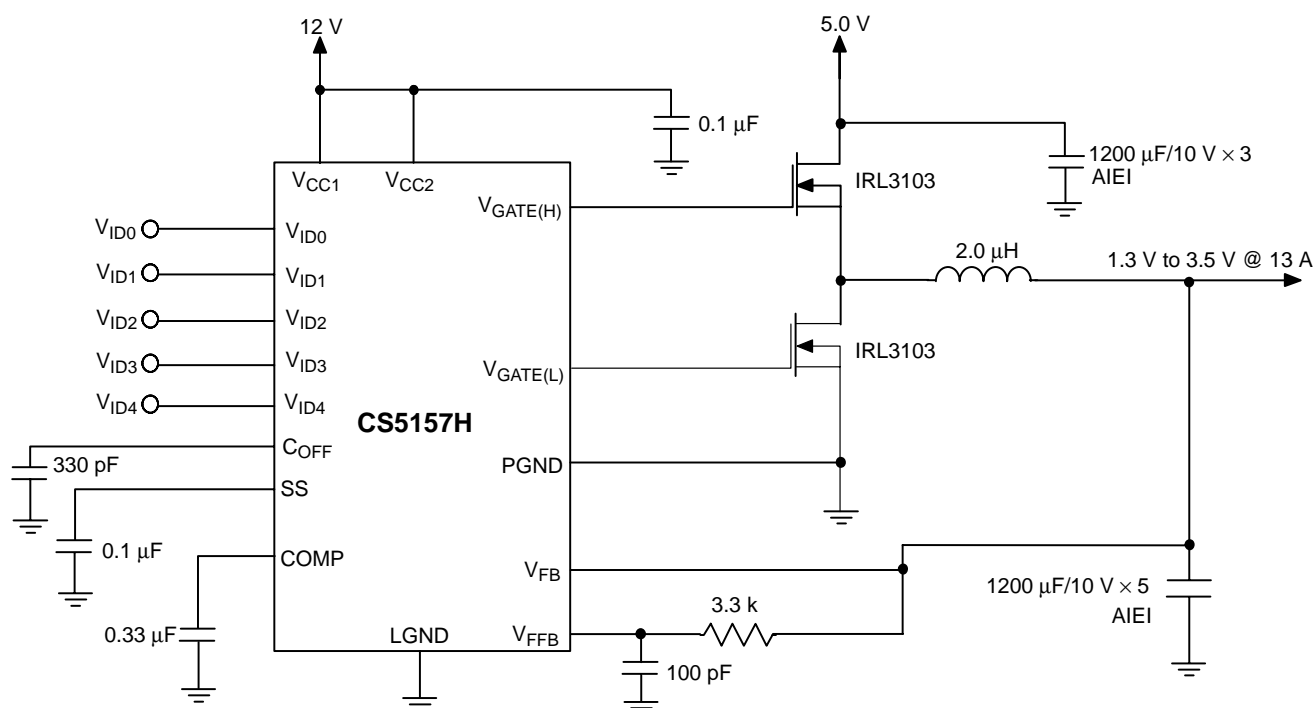 12 V
5.0 V
0.1 μF
1200 μF/10 V × 3
AIEI
VCC1
VCC2
IRL3103
VGATE(H)
VID0
VID0
2.0 μH
1.3 V to 3.5 V @ 13 A
VID1
VID1
VID2
VID2
IRL3103
VID3
VID3
VGATE(L)
VID4
VID4
CS5157H
COFF
330 pF
PGND
SS
0.1 μF
COMP
VFB
1200 μF/10 V × 5
AIEI
3.3 k
0.33 μF
LGND
VFFB
100 pF